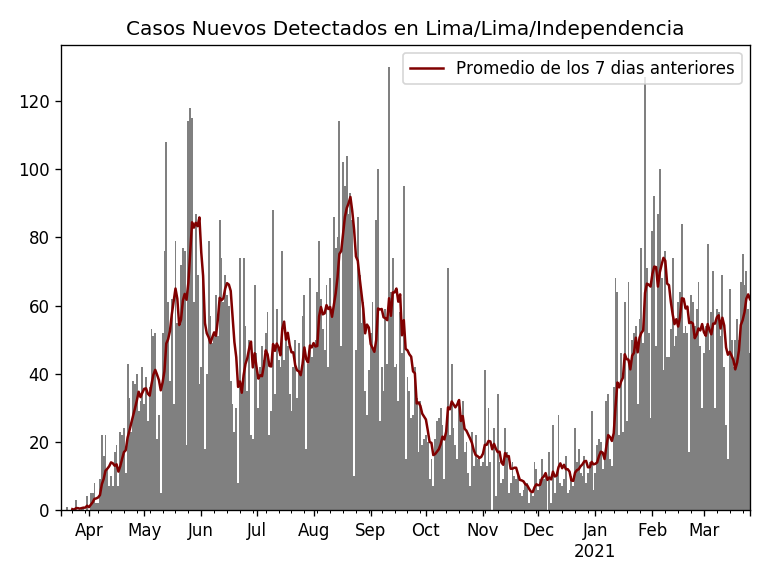 Casos Nuevos Detectados en Lima/Lima/Independencia
Promedio de los 7 dias anteriores
120
100
80
60
40
20
0
Apr May Jun Jul Aug Sep Oct Nov Dec Jan Feb Mar
2021